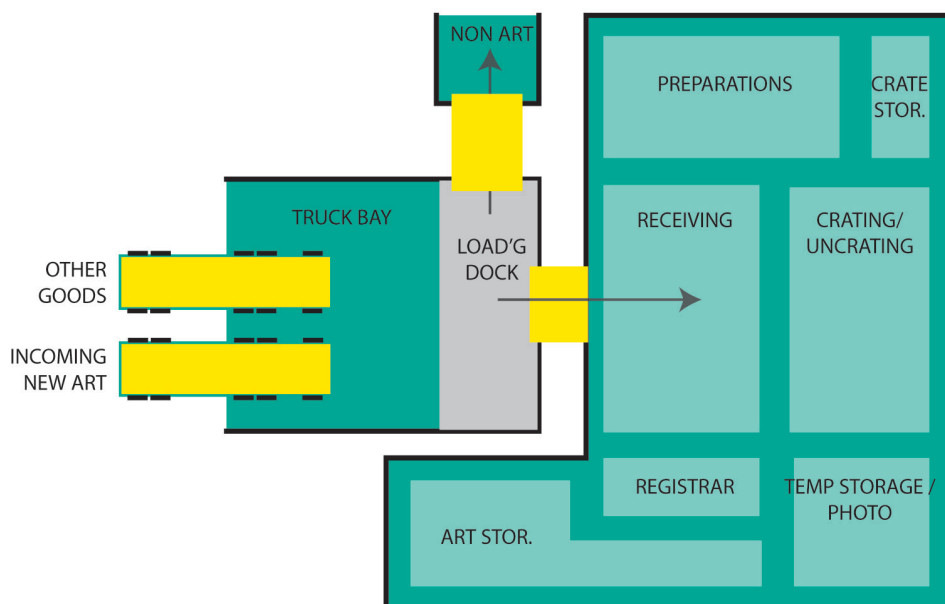 NON ART
PREPARATIONS
CRATE
STOR.
TRUCK BAY
LOAD'G
DOCK
RECEIVING
CRATING/
UNCRATING
OTHER
GOODS
INCOMING
NEW ART
REGISTRAR
TEMP STORAGE /
PHOTO
ART STOR.